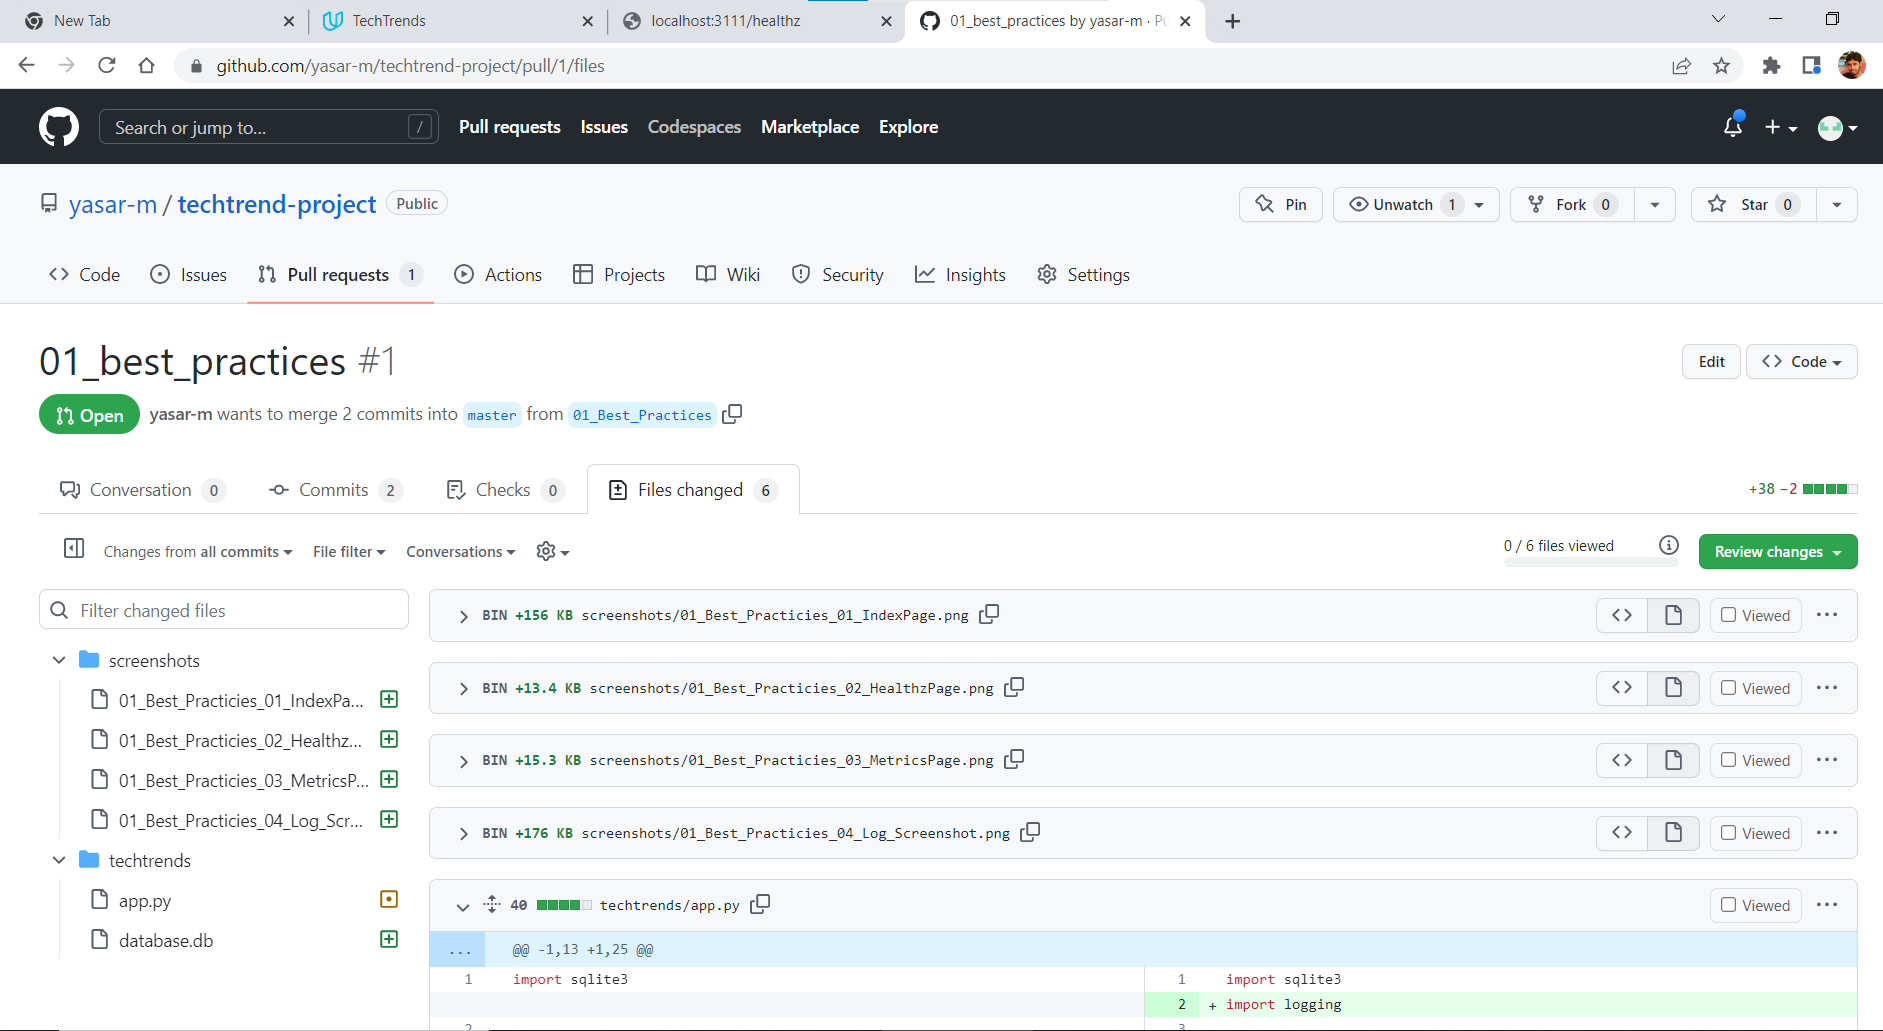 New Tab
TechTrends
localhost:3111/healthz
01_best_practices by yasar-m · Pu
github.com/yasar-m/techtrend-project/pull/1/files
Search or jump to...
/
Pull requests
Issues
Codespaces
Marketplace
Explore
yasar-m / techtrend-project
Public
Pin
Unwatch 1
Fork 0
Star 0
Code
Issues
Pull requests 1
Actions
Projects
Wiki
Security
Insights
Settings
01_best_practices #1
Edit
Code
Open
yasar-m wants to merge 2 commits into master from 01_Best_Practices
Conversation 0
Commits 2
Checks 0
Files changed 6
+38 −2
Changes from all commits
File filter
Conversations
0 / 6 files viewed
Review changes
Filter changed files
screenshots
01_Best_Practicies_01_IndexPa...
01_Best_Practicies_02_Healthz...
01_Best_Practicies_03_MetricsP...
01_Best_Practicies_04_Log_Scr...
techtrends
app.py
database.db
BIN +156 KB screenshots/01_Best_Practicies_01_IndexPage.png
Viewed
BIN +13.4 KB screenshots/01_Best_Practicies_02_HealthzPage.png
Viewed
BIN +15.3 KB screenshots/01_Best_Practicies_03_MetricsPage.png
Viewed
BIN +176 KB screenshots/01_Best_Practicies_04_Log_Screenshot.png
Viewed
40 techtrends/app.py
Viewed
... @@ -1,13 +1,25 @@
1 import sqlite3
1 import sqlite3
2 + import logging
2
3